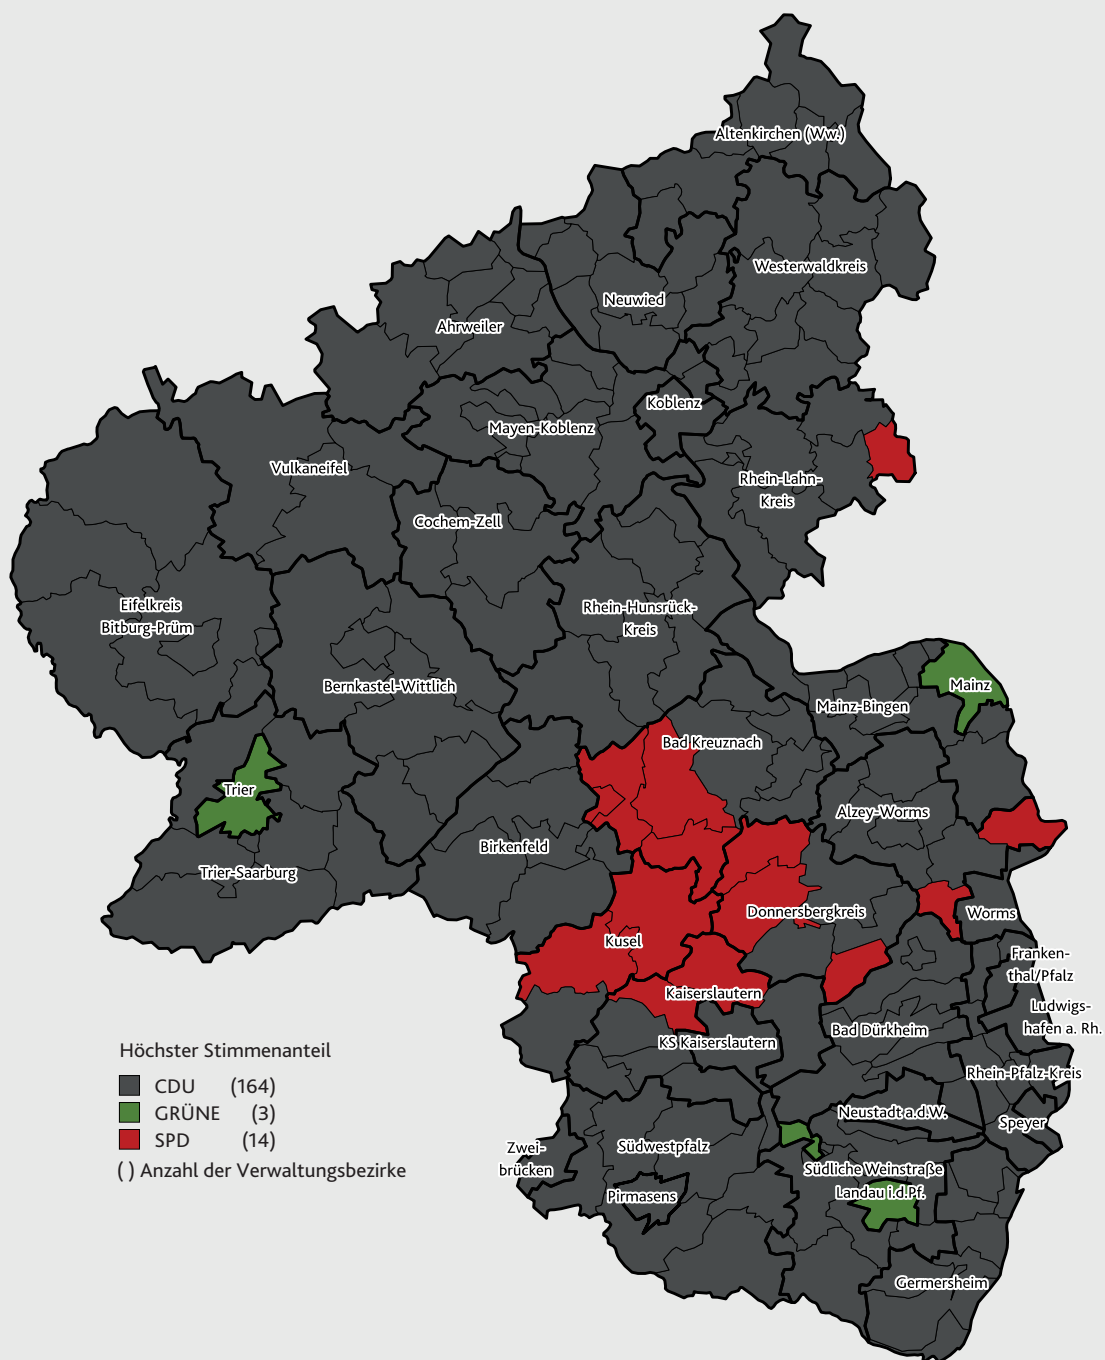 Altenkirchen (Ww.)
Westerwaldkreis
Neuwied
Ahrweiler
Koblenz
Mayen-Koblenz
Vulkaneifel
Rhein-Lahn-
Kreis
Cochem-Zell
Eifelkreis
Bitburg-Prüm
Rhein-Hunsrück-
Kreis
Bernkastel-Wittlich
Mainz
Mainz-Bingen
Bad Kreuznach
Trier
Alzey-Worms
Birkenfeld
Trier-Saarburg
Donnersbergkreis
Worms
Kusel
Franken-
thal/Pfalz
Kaiserslautern
Ludwigs-
hafen a. Rh.
Bad Dürkheim
KS Kaiserslautern
Rhein-Pfalz-Kreis
Neustadt a.d.W.
Speyer
Südwestpfalz
Zwei-
brücken
Südliche Weinstraße
Landau i.d.Pf.
Pirmasens
Germersheim
Höchster Stimmenanteil
CDU (164)
GRÜNE (3)
SPD (14)
( ) Anzahl der Verwaltungsbezirke